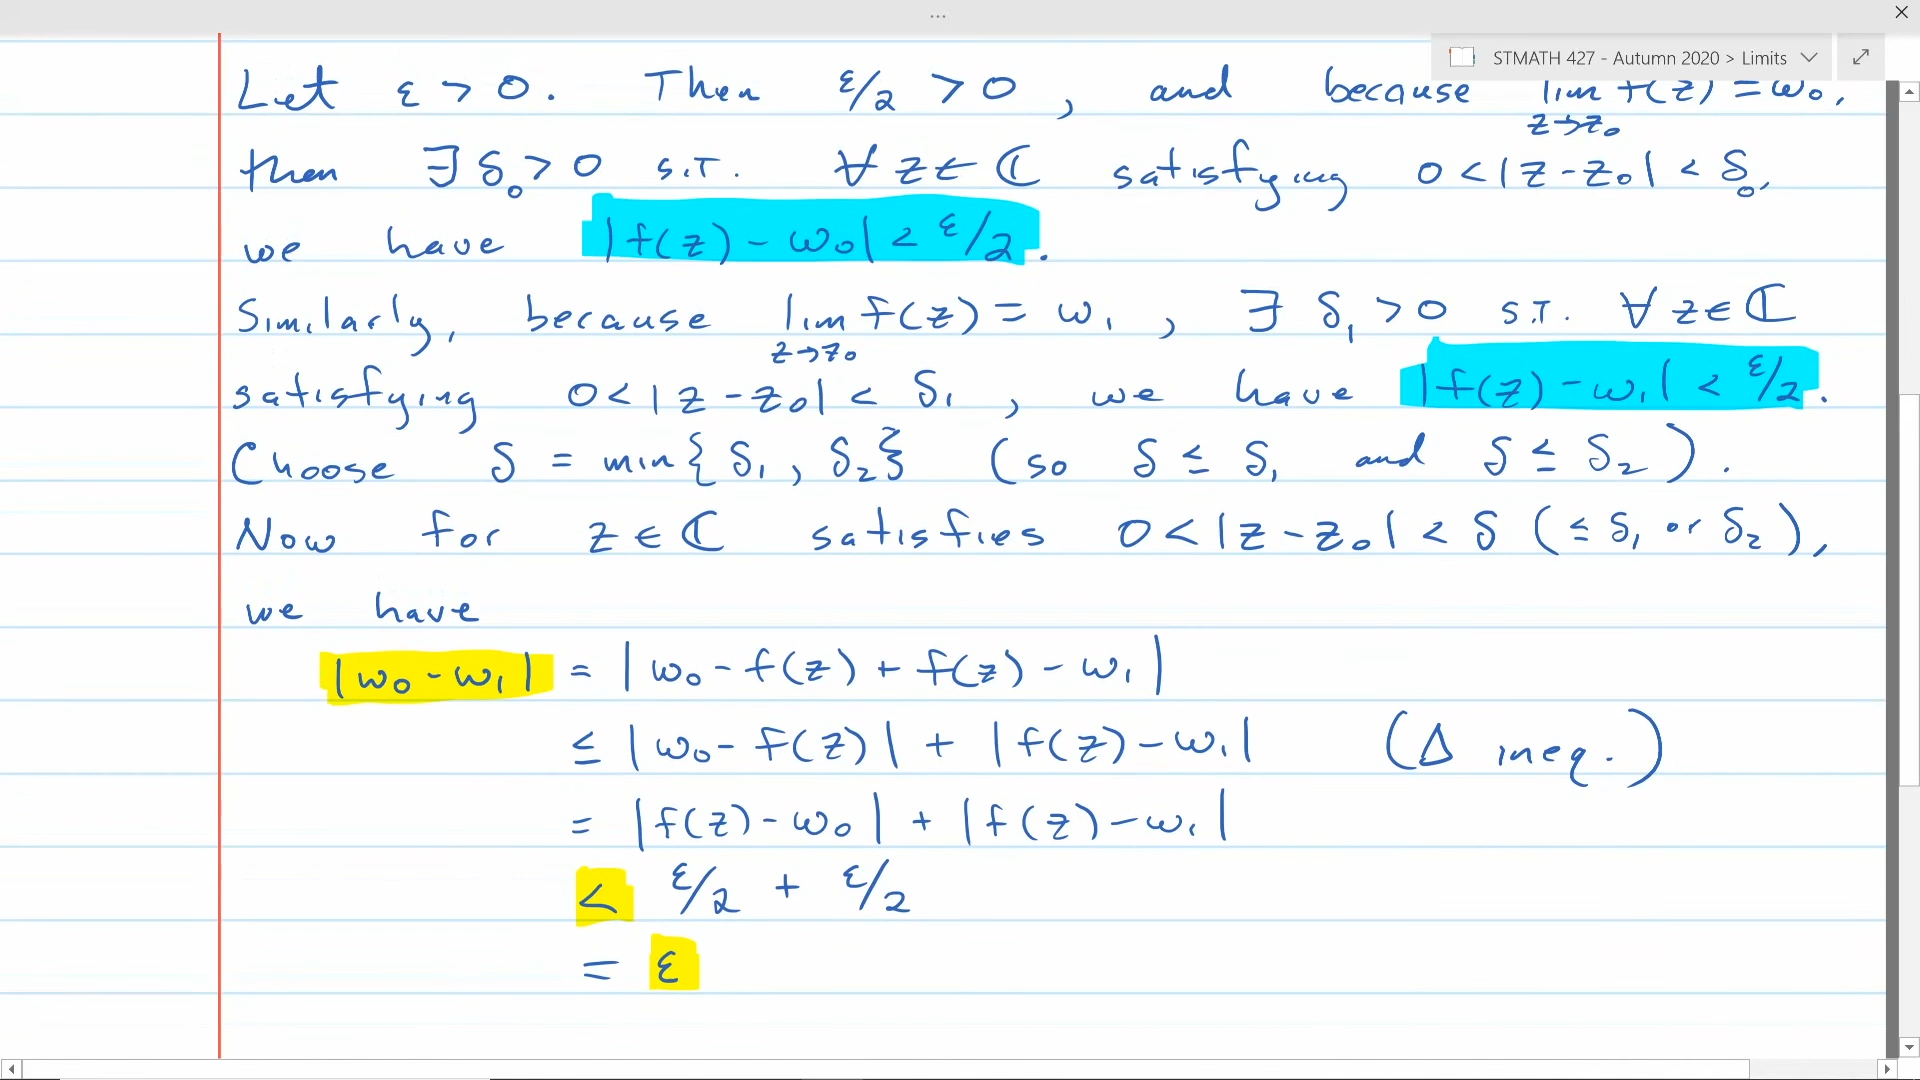 ...
STMATH 427 - Autumn 2020 > Limits
Let ε > 0. Then ε/2 > 0, and because lim f(z) = w₀,
z→z₀
then ∃ δ₀ > 0 s.t. ∀ z ∈ ℂ satisfying 0 < |z - z₀| < δ₀,
we have |f(z) - w₀| < ε/2.
Similarly, because lim f(z) = w₁, ∃ δ₁ > 0 s.t. ∀ z ∈ ℂ
z→z₀
satisfying 0 < |z - z₀| < δ₁, we have |f(z) - w₁| < ε/2.
Choose δ = min{δ₁, δ₂} (so δ ≤ δ₁ and δ ≤ δ₂).
Now for z ∈ ℂ satisfies 0 < |z - z₀| < δ (≤ δ₁ or δ₂),
we have
|w₀ - w₁| = |w₀ - f(z) + f(z) - w₁|
≤ |w₀ - f(z)| + |f(z) - w₁| (Δ ineq.)
= |f(z) - w₀| + |f(z) - w₁|
< ε/2 + ε/2
= ε